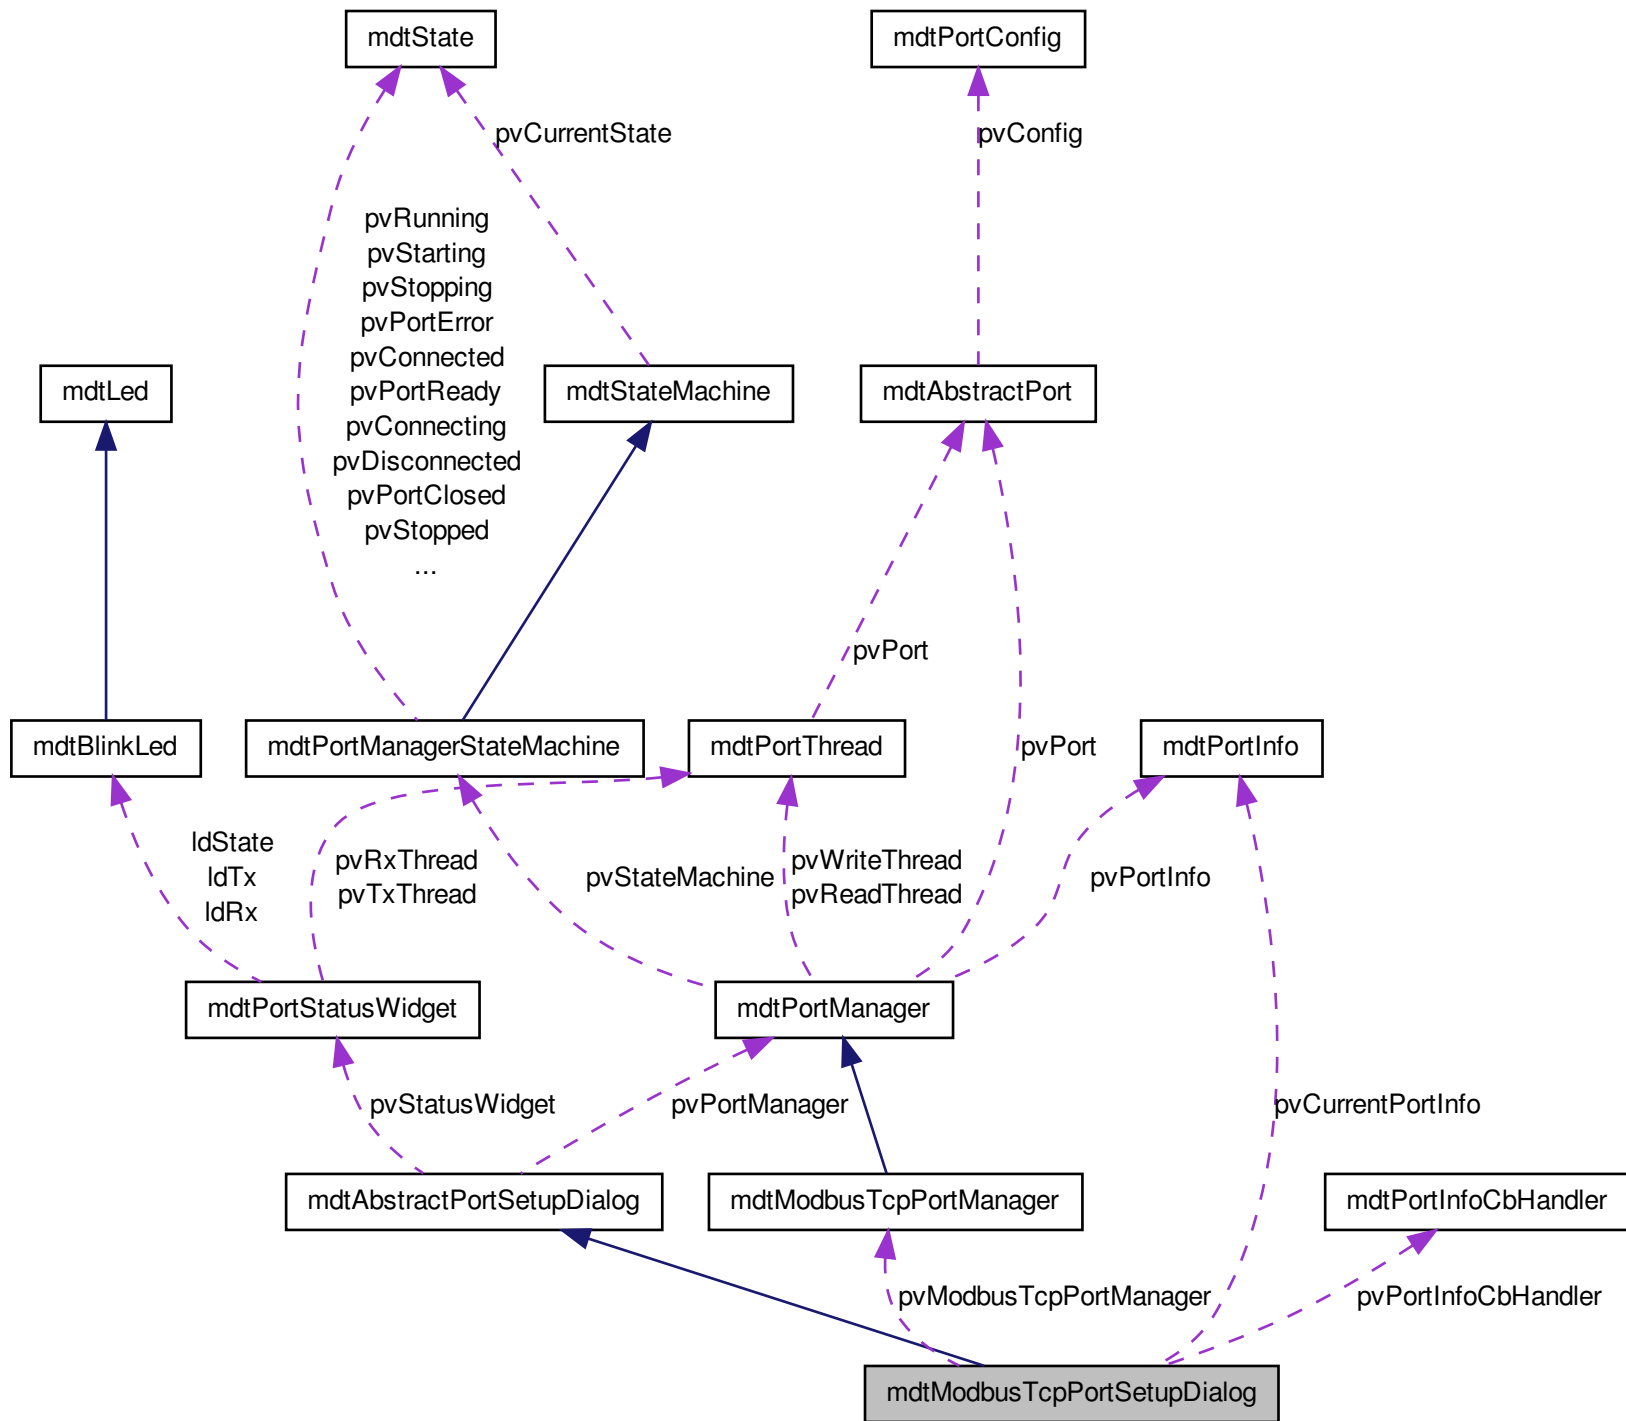 mdtState
mdtPortConfig
pvCurrentState
pvConfig
pvRunning
pvStarting
pvStopping
pvPortError
pvConnected
pvPortReady
pvConnecting
pvDisconnected
pvPortClosed
pvStopped
...
mdtLed
mdtStateMachine
mdtAbstractPort
pvPort
mdtBlinkLed
mdtPortManagerStateMachine
mdtPortThread
pvPort
mdtPortInfo
ldState
ldTx
ldRx
pvRxThread
pvTxThread
pvStateMachine
pvWriteThread
pvReadThread
pvPortInfo
mdtPortStatusWidget
mdtPortManager
pvStatusWidget
pvPortManager
pvCurrentPortInfo
mdtAbstractPortSetupDialog
mdtModbusTcpPortManager
mdtPortInfoCbHandler
pvModbusTcpPortManager
pvPortInfoCbHandler
mdtModbusTcpPortSetupDialog